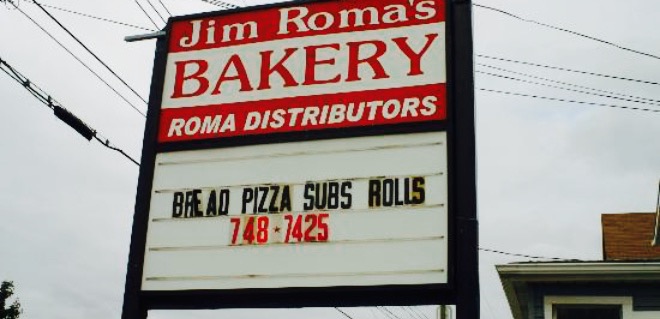 Jim Roma's
BAKERY
ROMA DISTRIBUTORS
BREAD PIZZA SUBS ROLLS
748*7425